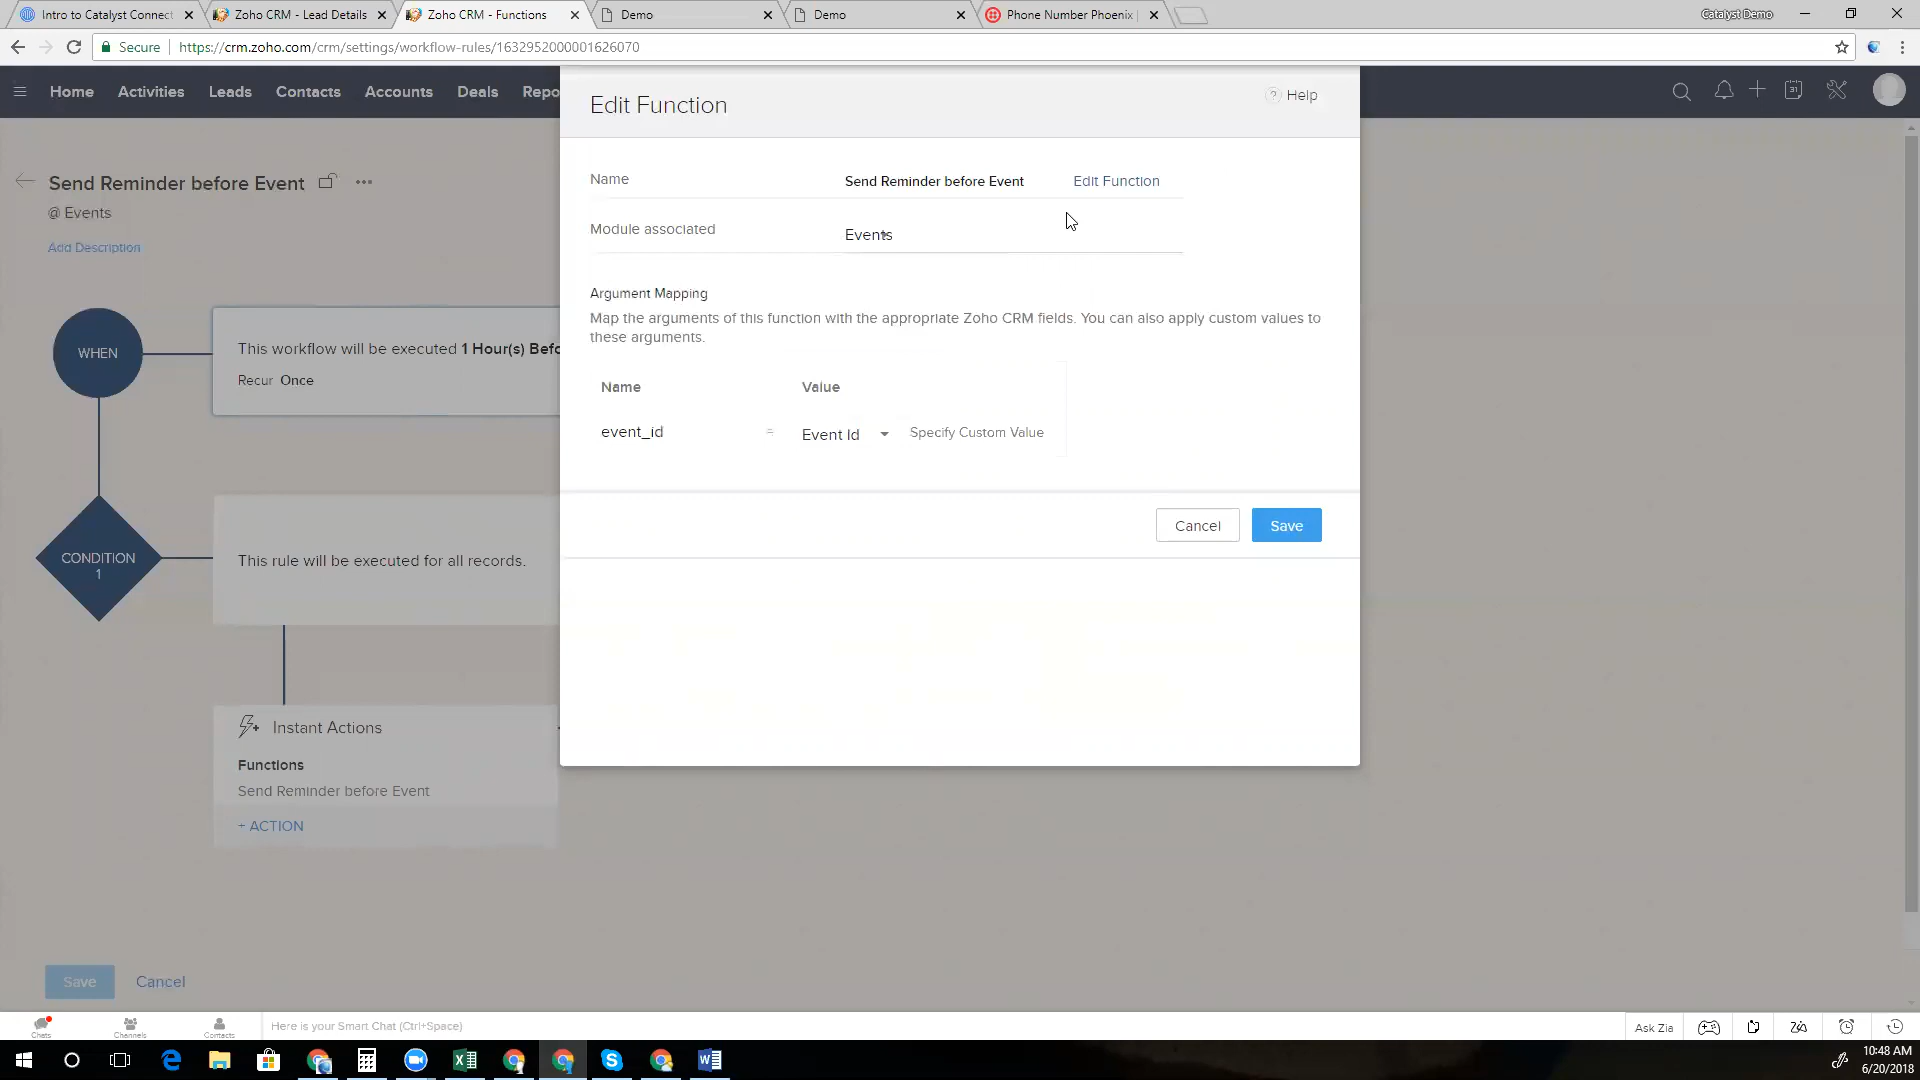 Intro to Catalyst Connect
Zoho CRM - Lead Details
Zoho CRM - Functions
Demo
Demo
Phone Number Phoenix
Catalyst Demo
Secure
https://crm.zoho.com/crm/settings/workflow-rules/1632952000001626070
Home
Activities
Leads
Contacts
Accounts
Deals
Repo
31
Edit Function
? Help
Name
Send Reminder before Event
Edit Function
Module associated
Events
Argument Mapping
Map the arguments of this function with the appropriate Zoho CRM fields. You can also apply custom values to
these arguments.
Name
Value
event_id
=
Event Id
Specify Custom Value
Cancel
Save
Send Reminder before Event
@ Events
Add Description
WHEN
This workflow will be executed 1 Hour(s) Befo
Recur Once
CONDITION
1
This rule will be executed for all records.
Instant Actions
Functions
Send Reminder before Event
+ ACTION
Save
Cancel
Chats
Channels
Contacts
Here is your Smart Chat (Ctrl+Space)
Ask Zia
10:48 AM
6/20/2018